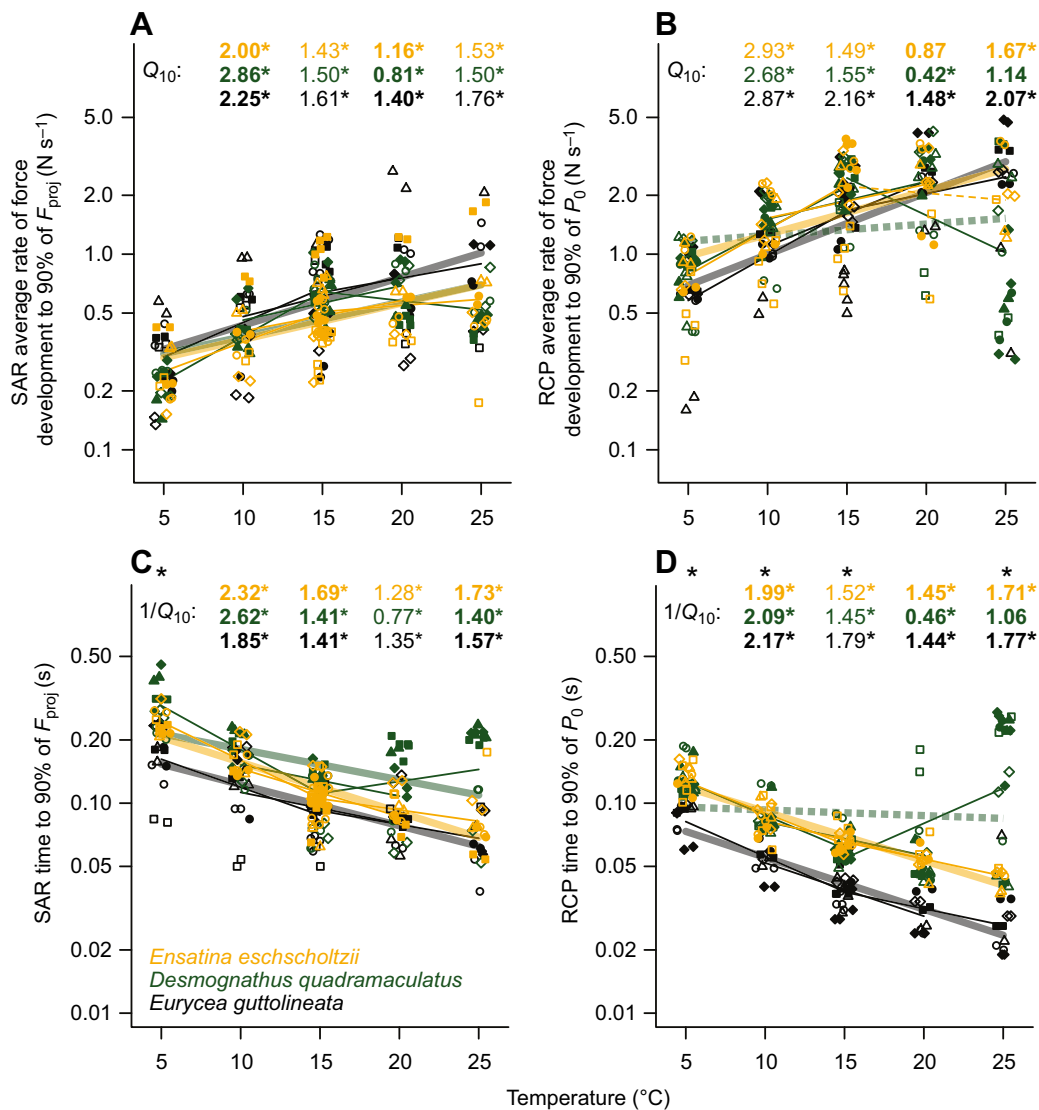 A
Q10: 2.00* 1.43* 1.16* 1.53*
2.86* 1.50* 0.81* 1.50*
2.25* 1.61* 1.40* 1.76*
SAR average rate of force
development to 90% of Fproj (N s–1)
5.0
2.0
1.0
0.5
0.2
0.1
5 10 15 20 25
B
Q10: 2.93* 1.49* 0.87 1.67*
2.68* 1.55* 0.42* 1.14
2.87* 2.16* 1.48* 2.07*
RCP average rate of force
development to 90% of P0 (N s–1)
5.0
2.0
1.0
0.5
0.2
0.1
5 10 15 20 25
C
*
1/Q10: 2.32* 1.69* 1.28* 1.73*
2.62* 1.41* 0.77* 1.40*
1.85* 1.41* 1.35* 1.57*
SAR time to 90% of Fproj (s)
0.50
0.20
0.10
0.05
0.02
0.01
Ensatina eschscholtzii
Desmognathus quadramaculatus
Eurycea guttolineata
5 10 15 20 25
D
* * * *
1/Q10: 1.99* 1.52* 1.45* 1.71*
2.09* 1.45* 0.46* 1.06
2.17* 1.79* 1.44* 1.77*
RCP time to 90% of P0 (s)
0.50
0.20
0.10
0.05
0.02
0.01
5 10 15 20 25
Temperature (°C)